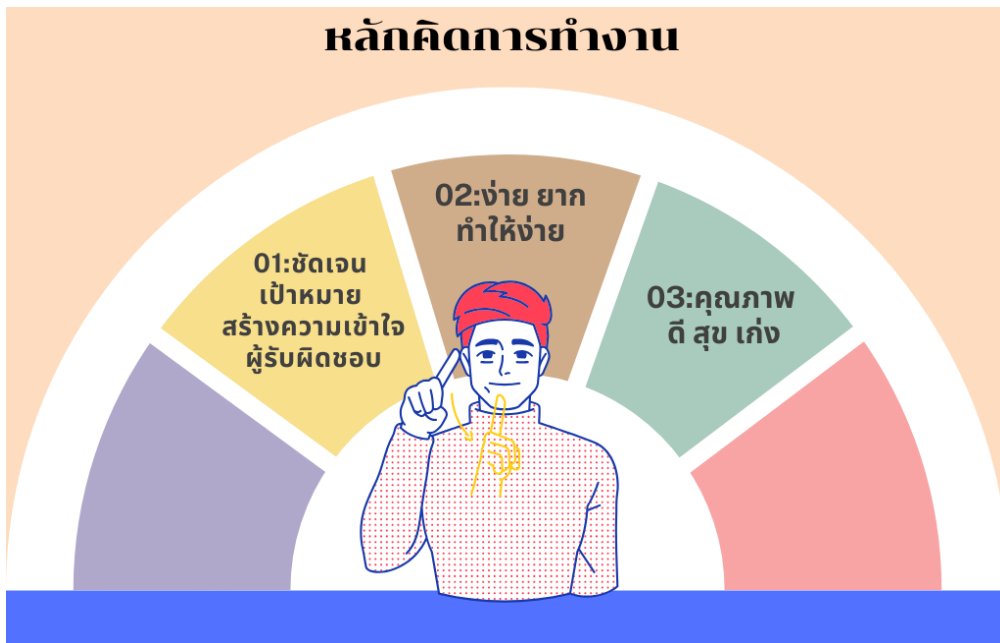 หลักคิดการทำงาน
01:ชัดเจน
เป้าหมาย
สร้างความเข้าใจ
ผู้รับผิดชอบ
02:ง่าย ยาก
ทำให้ง่าย
03:คุณภาพ
ดี สุข เก่ง